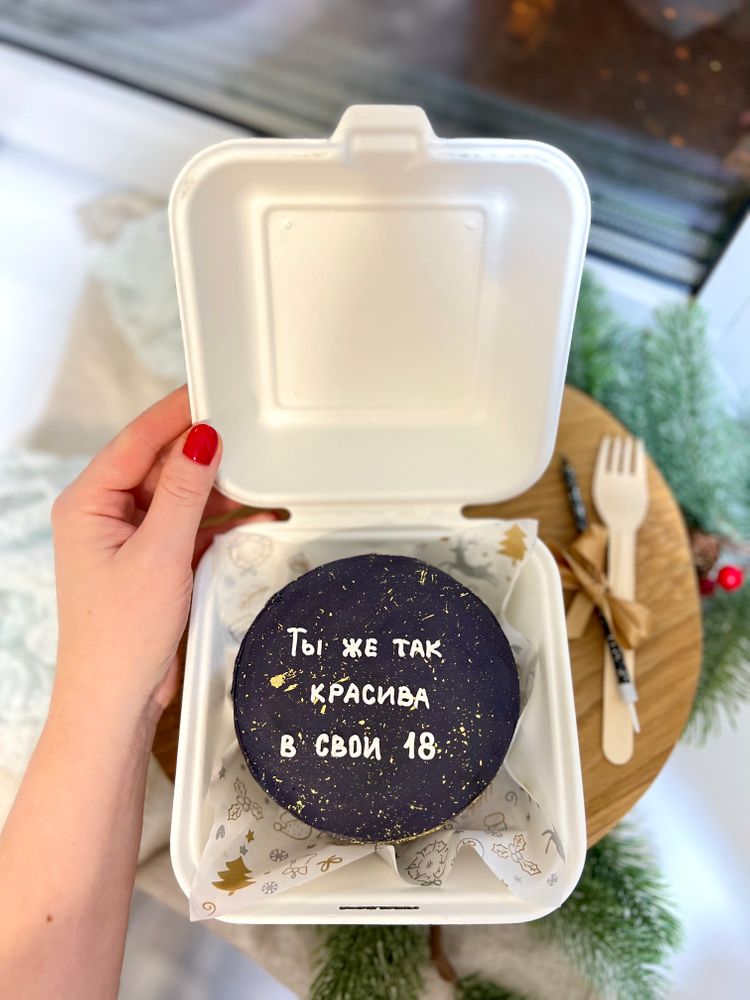 Ты же так
красива
в свои 18